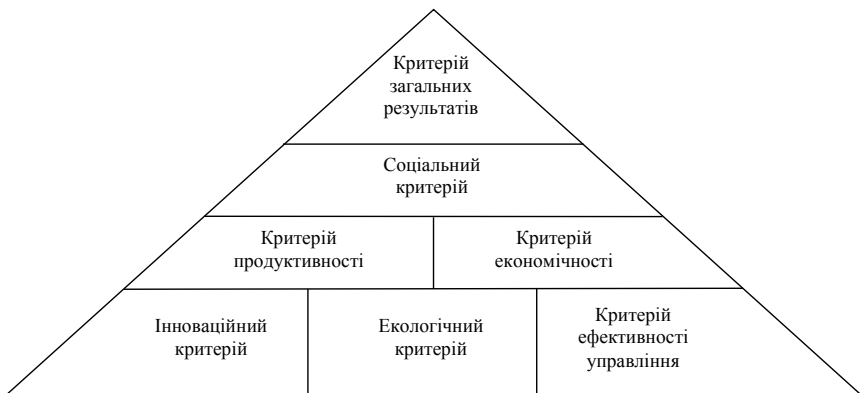 Критерій
загальних
результатів
Соціальний
критерій
Критерій
продуктивності
Критерій
економічності
Інноваційний
критерій
Екологічний
критерій
Критерій
ефективності
управління